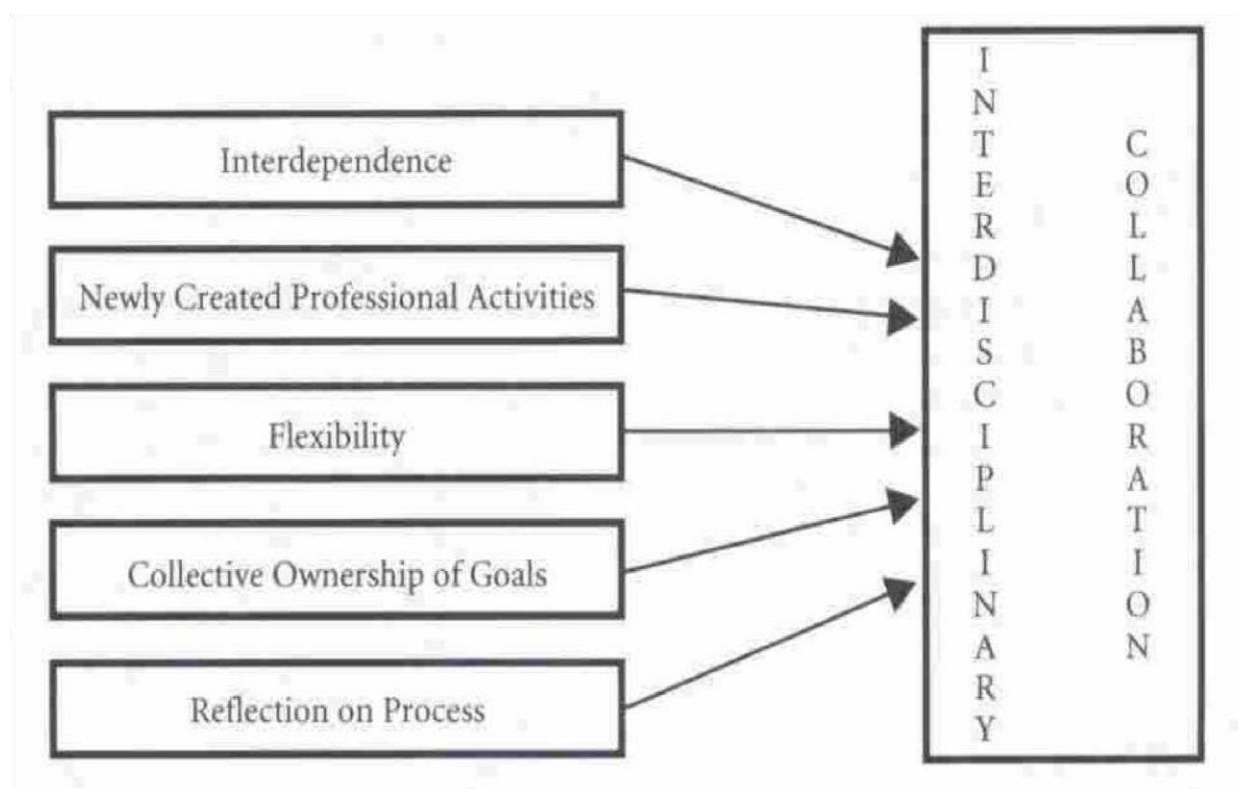 Interdependence
Newly Created Professional Activities
Flexibility
Collective Ownership of Goals
Reflection on Process
INTERDISCIPLINARY
COLLABORATION